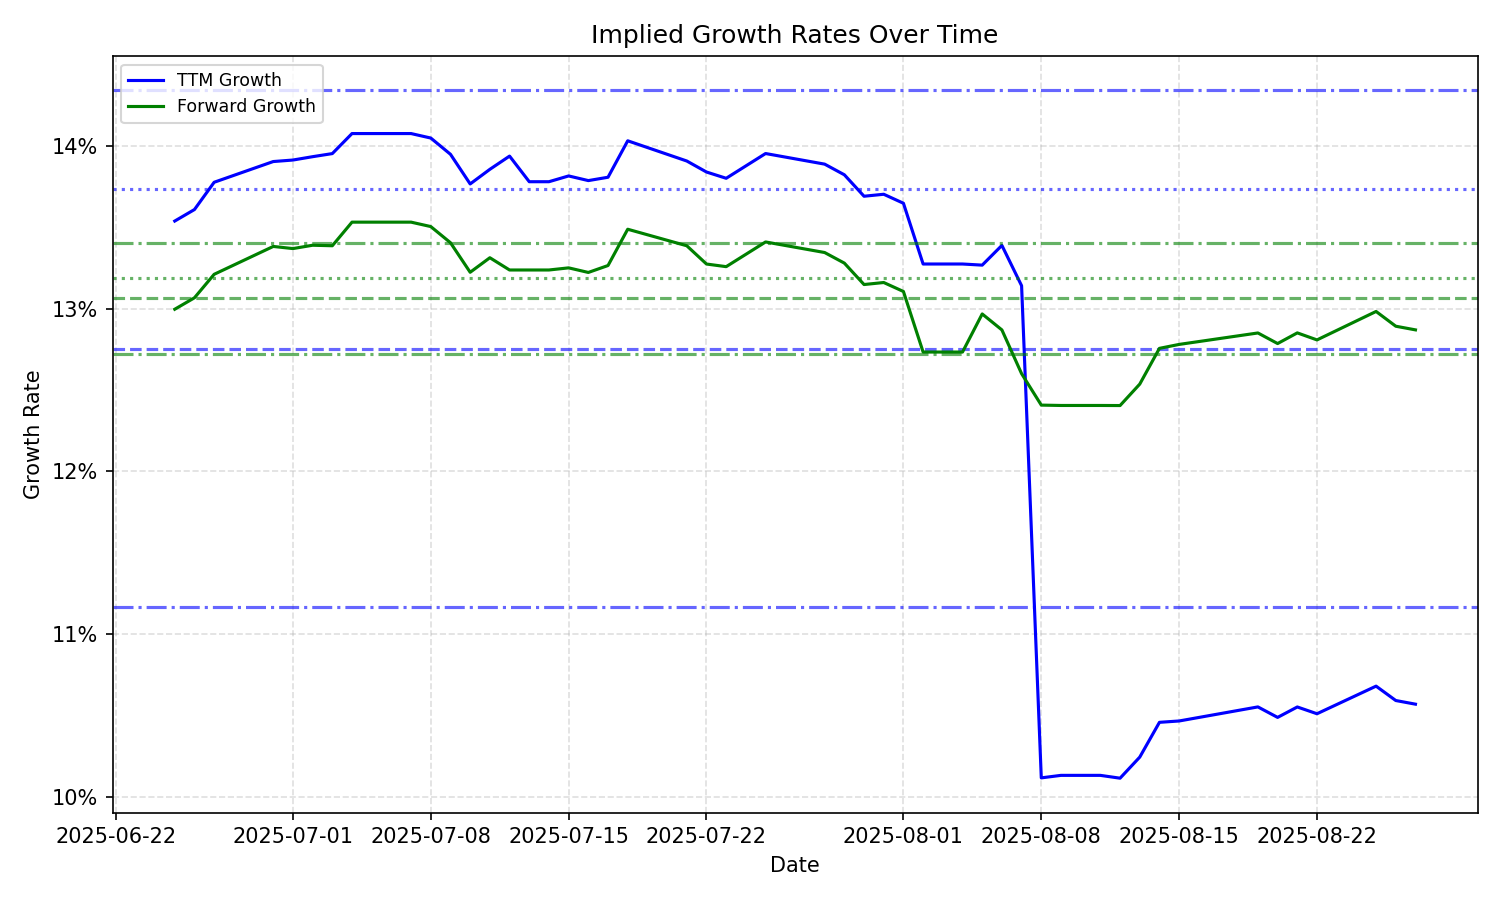 Implied Growth Rates Over Time
TTM Growth
Forward Growth
14%
13%
12%
11%
10%
Growth Rate
2025-06-22
2025-07-01
2025-07-08
2025-07-15
2025-07-22
2025-08-01
2025-08-08
2025-08-15
2025-08-22
Date